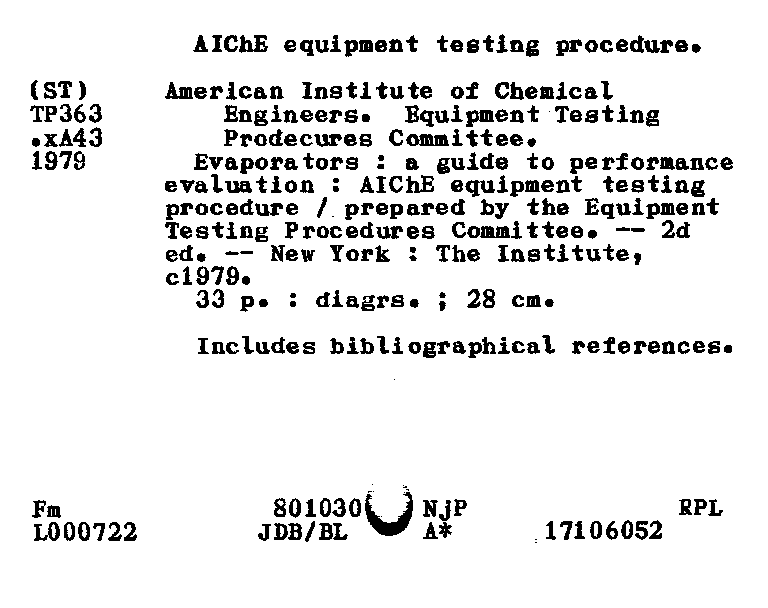 AIChE equipment testing procedure.
(ST) American Institute of Chemical
TP363 Engineers. Equipment Testing
.xA43 Prodecures Committee.
1979 Evaporators : a guide to performance
evaluation : AIChE equipment testing
procedure / prepared by the Equipment
Testing Procedures Committee. -- 2d
ed. -- New York : The Institute,
c1979.
33 p. : diagrs. ; 28 cm.
Includes bibliographical references.
Fm 801030 NjP RPL
L000722 JDB/BL A* 17106052